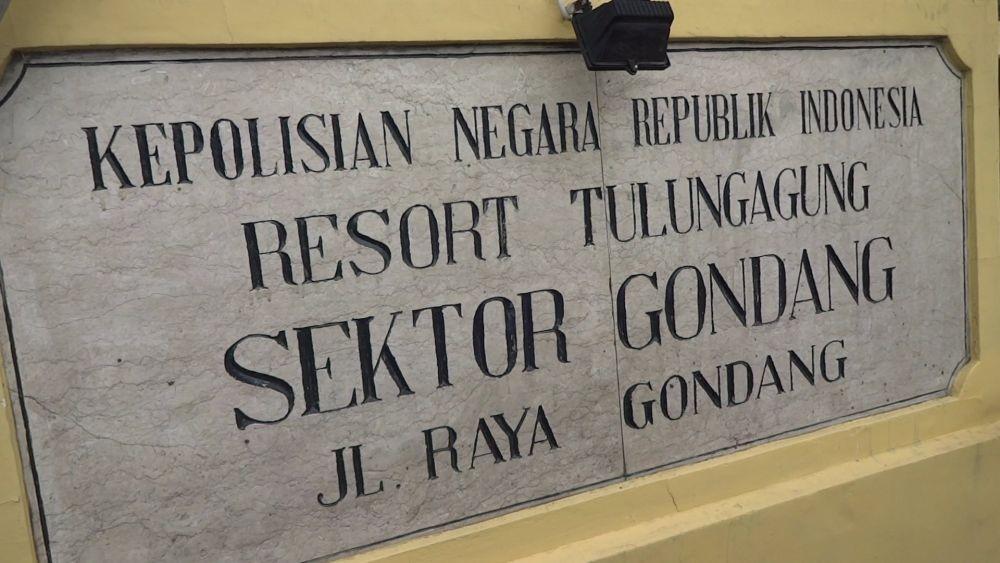 KEPOLISIAN NEGARA REPUBLIK INDONESIA
RESORT TULUNGAGUNG
SEKTOR GONDANG
JL. RAYA GONDANG